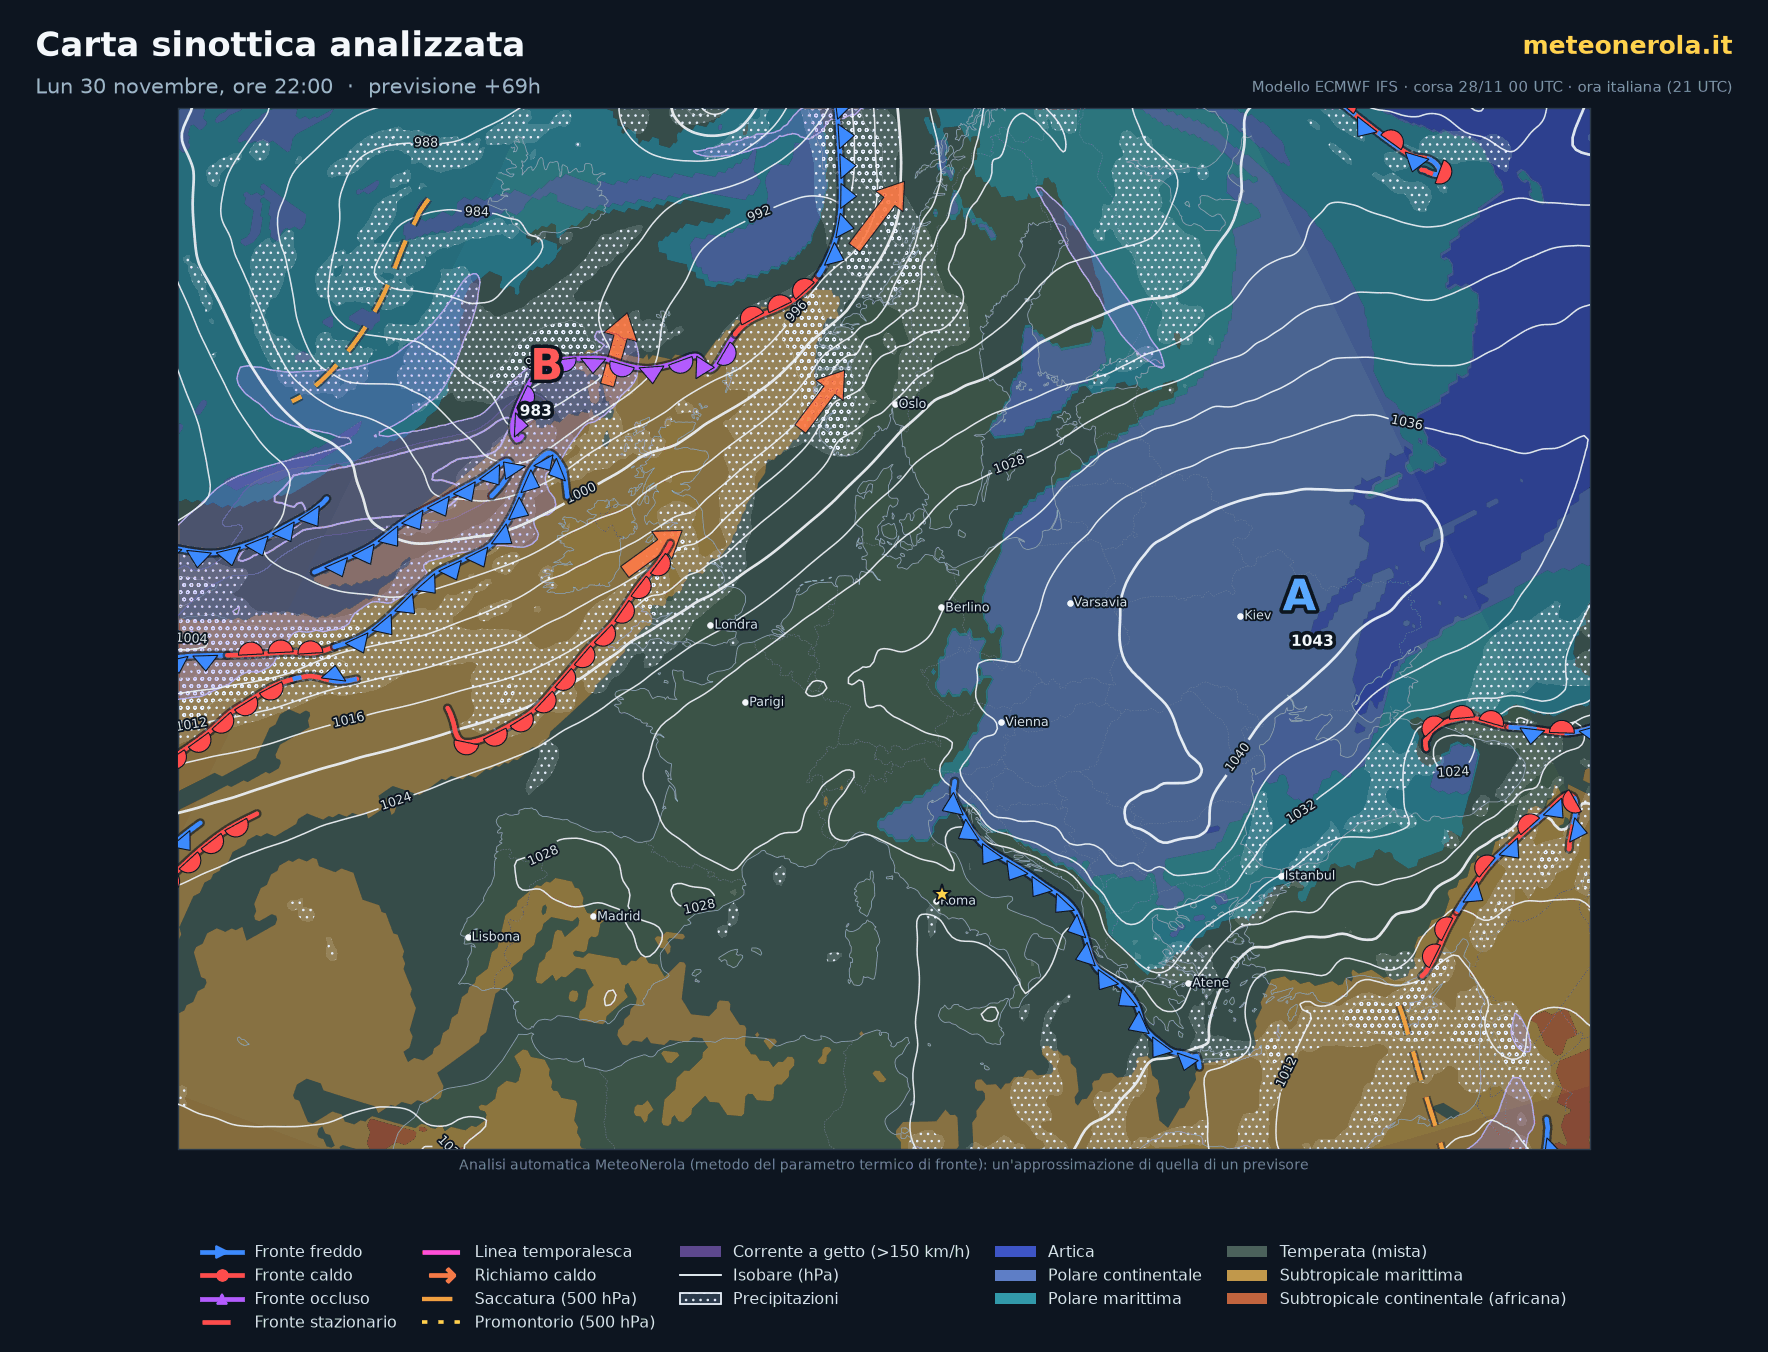 Carta sinottica analizzata
meteonerola.it
Lun 30 novembre, ore 22:00 · previsione +69h
Modello ECMWF IFS · corsa 28/11 00 UTC · ora italiana (21 UTC)
988
984
992
996
B
983
Oslo
1036
1028
1000
A
Berlino
Varsavia
Kiev
1004
Londra
1043
Parigi
1012
1016
Vienna
1040
1024
1024
1032
1028
Istanbul
Roma
1028
Madrid
Lisbona
Atene
1012
Analisi automatica MeteoNerola (metodo del parametro termico di fronte): un'approssimazione di quella di un previsore
Fronte freddo
Linea temporalesca
Corrente a getto (>150 km/h)
Artica
Temperata (mista)
Fronte caldo
Richiamo caldo
Isobare (hPa)
Polare continentale
Subtropicale marittima
Fronte occluso
Saccatura (500 hPa)
Precipitazioni
Polare marittima
Subtropicale continentale (africana)
Fronte stazionario
Promontorio (500 hPa)